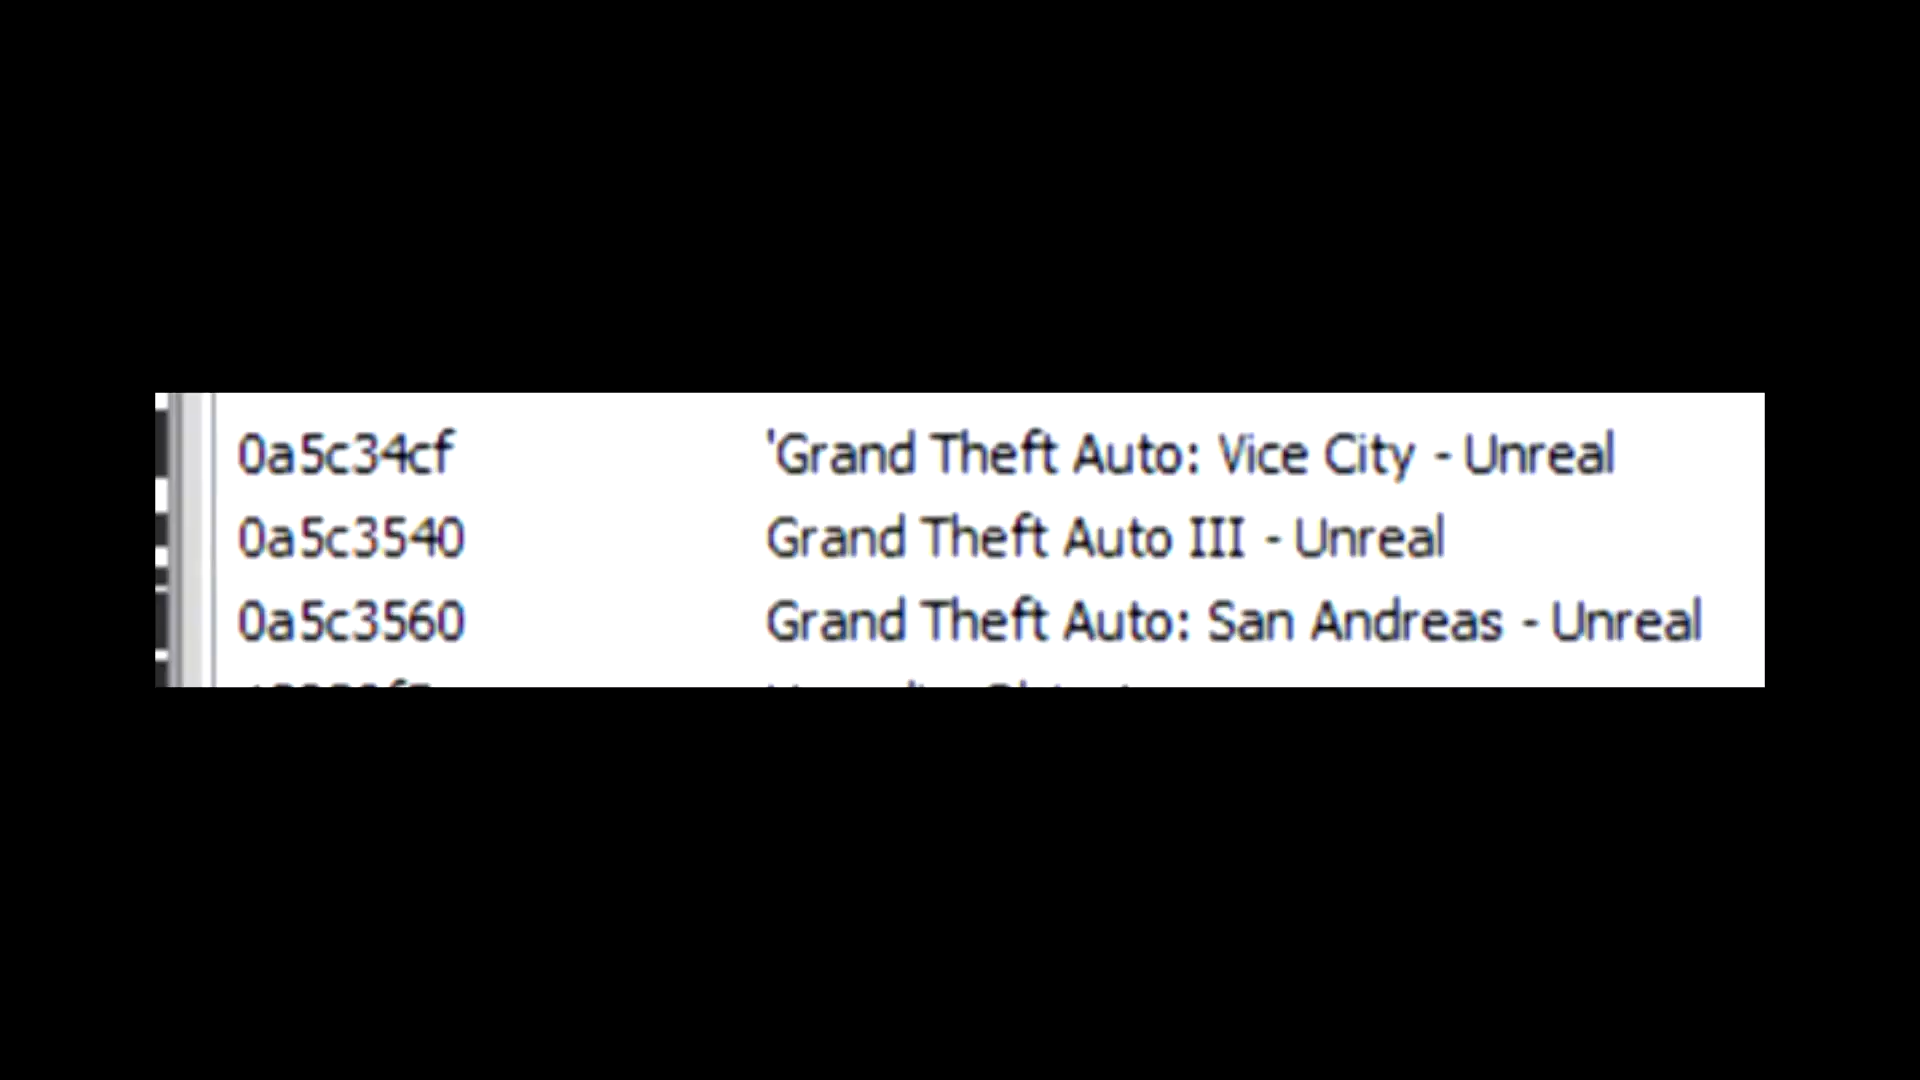 0a5c34cf 'Grand Theft Auto: Vice City - Unreal
0a5c3540 Grand Theft Auto III - Unreal
0a5c3560 Grand Theft Auto: San Andreas - Unreal